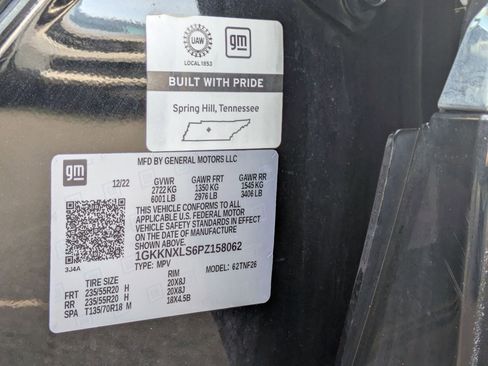 UAW
gm
LOCAL 1853
BUILT WITH PRIDE
Spring Hill, Tennessee
gm
MFD BY GENERAL MOTORS LLC
12/22 GVWR GAWR FRT GAWR RR
2722 KG 1350 KG 1545 KG
6001 LB 2976 LB 3406 LB
THIS VEHICLE CONFORMS TO ALL
APPLICABLE U.S. FEDERAL MOTOR
VEHICLE SAFETY STANDARDS IN EFFECT
ON THE DATE OF MANUFACTURE
SHOWN ABOVE.
1GKKNXLS6PZ158062
3J4A TYPE: MPV MODEL: 62TNF26
TIRE SIZE RIM
FRT 235/55R20 H 20X8J
RR 235/55R20 H 20X8J
SPA T135/70R18 M 18X4.5B